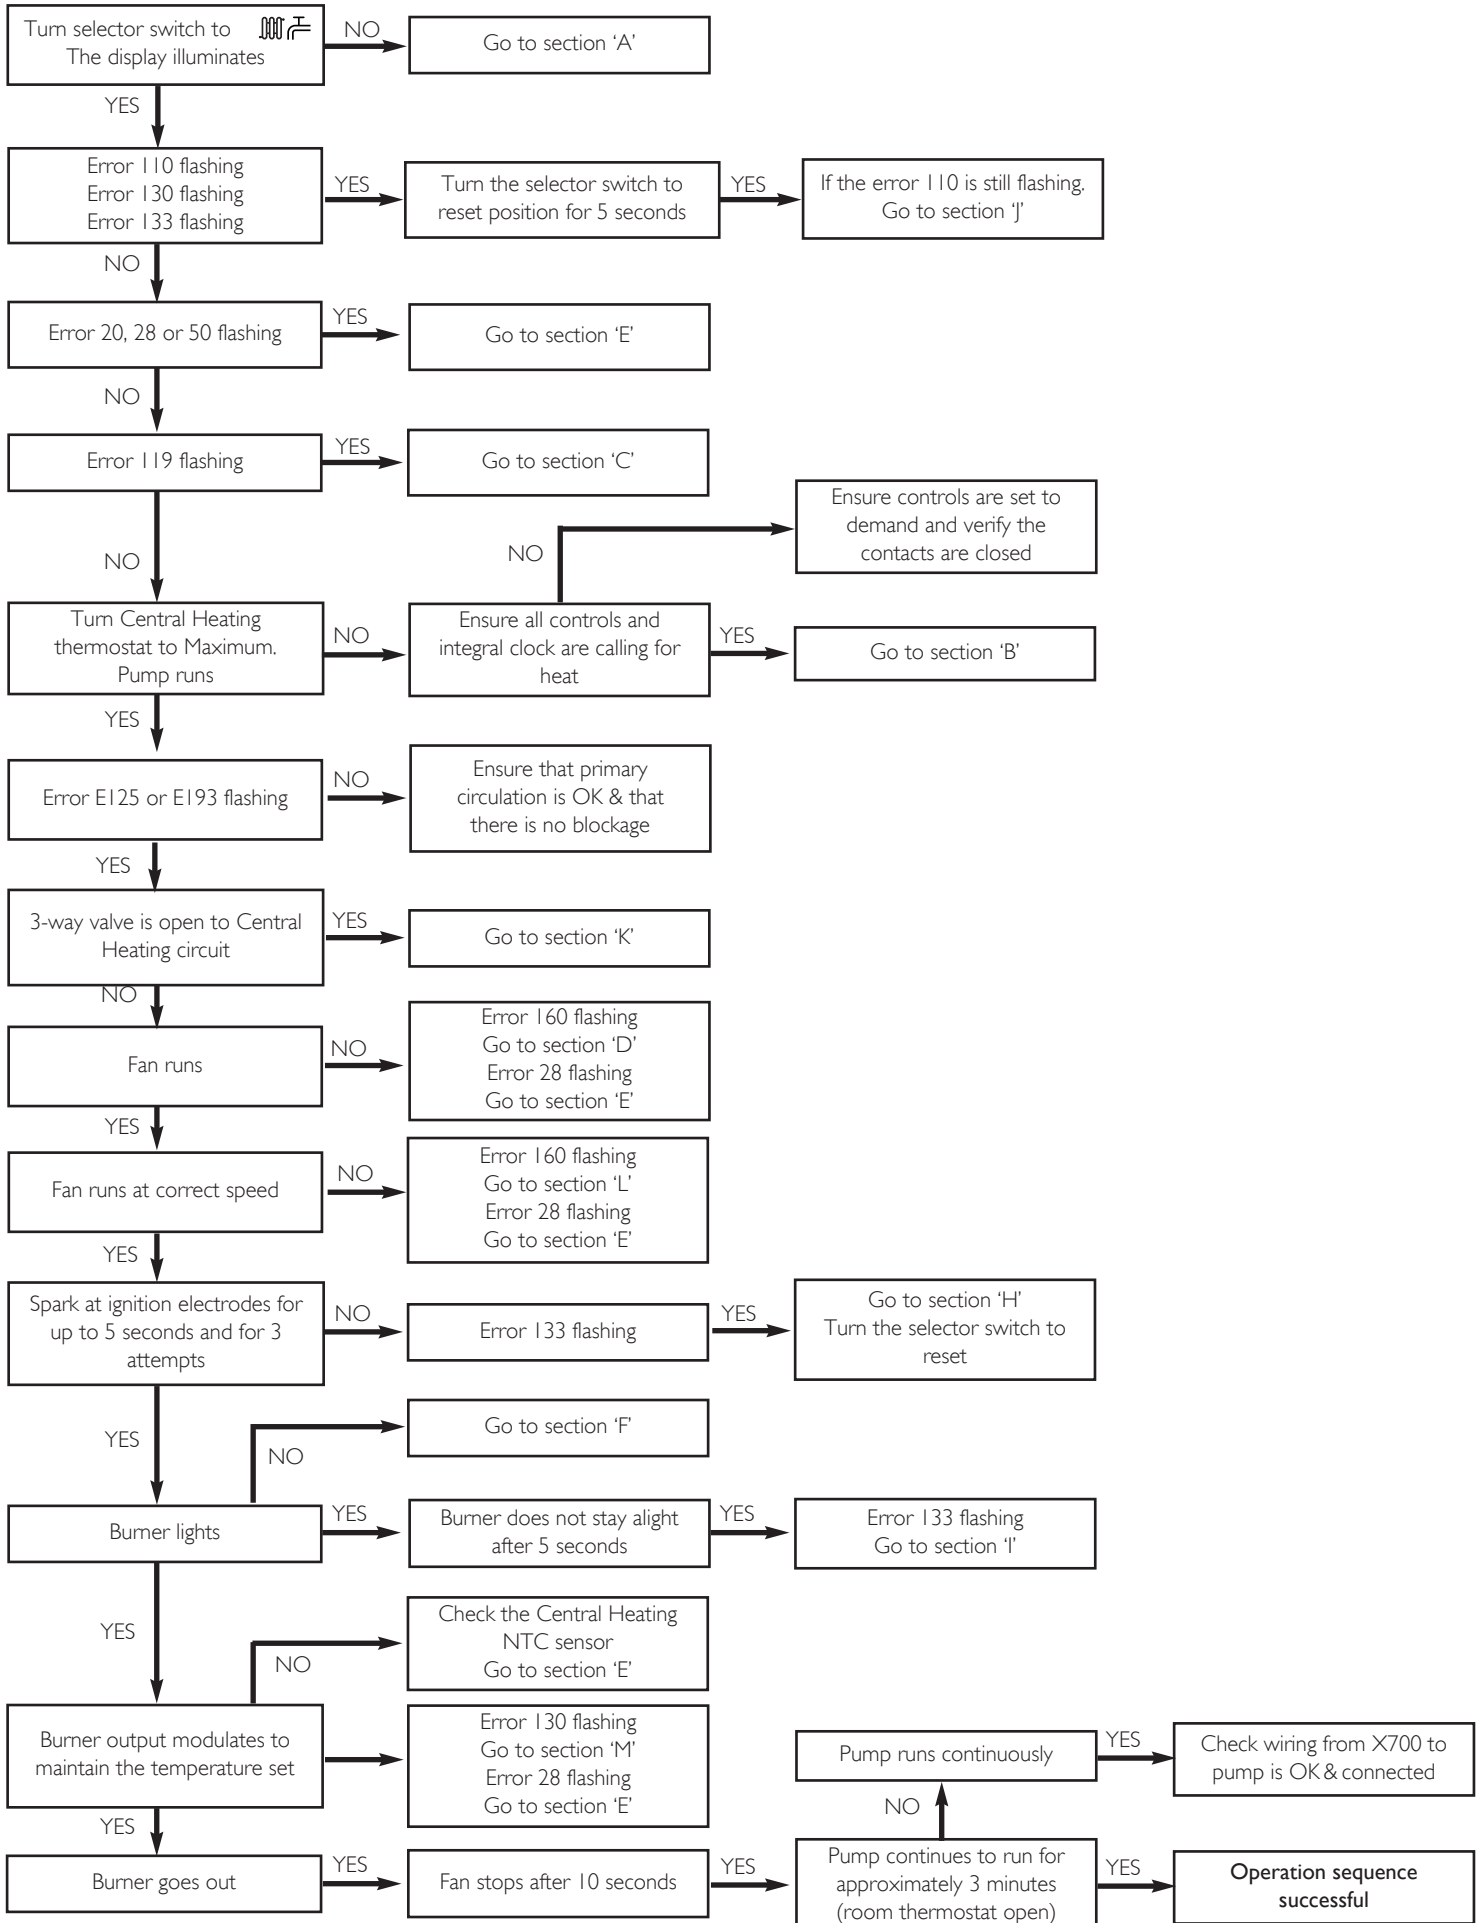 Turn selector switch to
The display illuminates
NO
Go to section ‘A’
YES
Error 110 flashing
Error 130 flashing
Error 133 flashing
YES
Turn the selector switch to
reset position for 5 seconds
YES
If the error 110 is still flashing.
Go to section ‘J’
NO
Error 20, 28 or 50 flashing
YES
Go to section ‘E’
NO
Error 119 flashing
YES
Go to section ‘C’
NO
Turn Central Heating
thermostat to Maximum.
Pump runs
NO
Ensure all controls and
integral clock are calling for
heat
NO
Ensure controls are set to
demand and verify the
contacts are closed
YES
Go to section ‘B’
YES
Error E125 or E193 flashing
NO
Ensure that primary
circulation is OK & that
there is no blockage
YES
3-way valve is open to Central
Heating circuit
YES
Go to section ‘K’
NO
Fan runs
NO
Error 160 flashing
Go to section ‘D’
Error 28 flashing
Go to section ‘E’
YES
Fan runs at correct speed
NO
Error 160 flashing
Go to section ‘L’
Error 28 flashing
Go to section ‘E’
YES
Spark at ignition electrodes for
up to 5 seconds and for 3
attempts
NO
Error 133 flashing
YES
Go to section ‘H’
Turn the selector switch to
reset
YES
NO
Go to section ‘F’
Burner lights
YES
Burner does not stay alight
after 5 seconds
YES
Error 133 flashing
Go to section ‘I’
YES
NO
Check the Central Heating
NTC sensor
Go to section ‘E’
Burner output modulates to
maintain the temperature set
Error 130 flashing
Go to section ‘M’
Error 28 flashing
Go to section ‘E’
YES
Burner goes out
YES
Fan stops after 10 seconds
YES
Pump continues to run for
approximately 3 minutes
(room thermostat open)
NO
Pump runs continuously
YES
Check wiring from X700 to
pump is OK & connected
YES
Operation sequence
successful